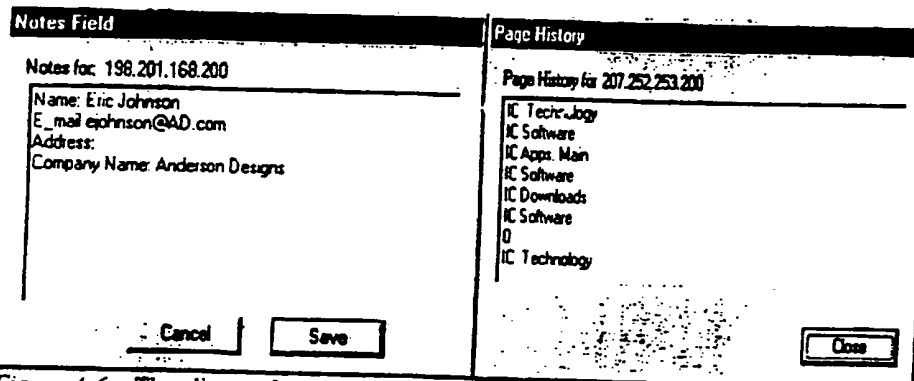 Notes Field
Notes for: 198.201.168.200
Name: Eric Johnson
E_mail ejohnson@AD.com
Address:
Company Name: Anderson Designs
Cancel
Save
Page History
Page History for 207.252.253.200
IC Technology
IC Software
IC Apps. Main
IC Software
IC Downloads
IC Software
0
IC Technology
Close